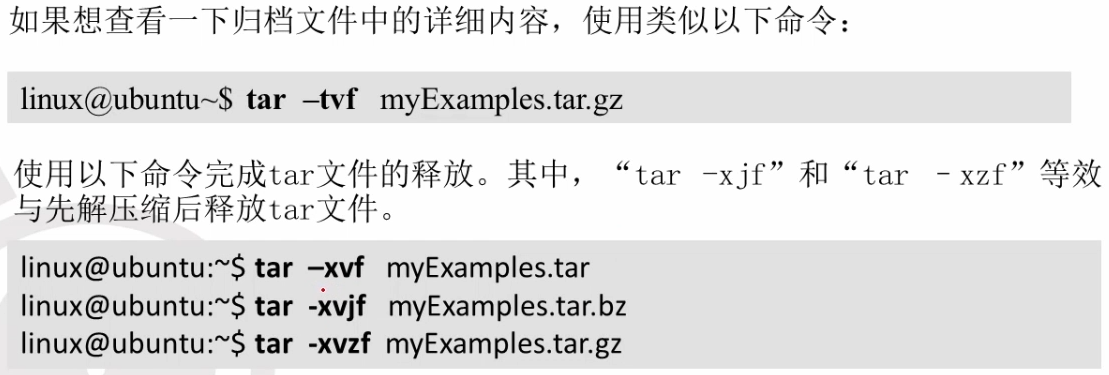 如果想查看一下归档文件中的详细内容，使用类似以下命令：
linux@ubuntu~$ tar –tvf myExamples.tar.gz
使用以下命令完成tar文件的释放。其中，“tar -xjf”和“tar –xzf”等效
与先解压缩后释放tar文件。
linux@ubuntu:~$ tar –xvf myExamples.tar
linux@ubuntu:~$ tar -xvjf myExamples.tar.bz
linux@ubuntu:~$ tar -xvzf myExamples.tar.gz